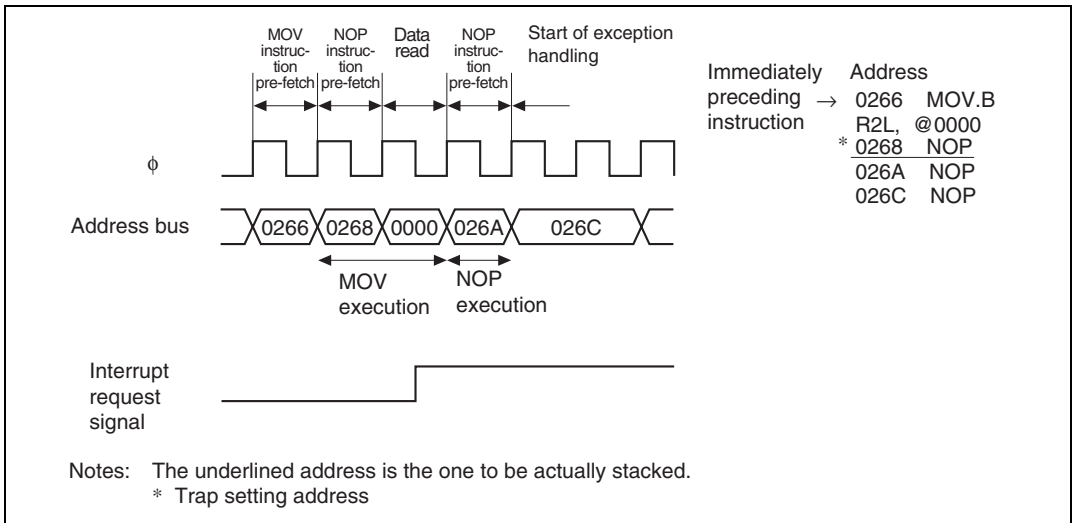 MOV
instruc-
tion
pre-fetch
NOP
instruc-
tion
pre-fetch
Data
read
NOP
instruc-
tion
pre-fetch
Start of exception
handling
Immediately
preceding →
instruction
Address
0266 MOV.B
R2L, @0000
* 0268 NOP
026A NOP
026C NOP
ϕ
Address bus
0266 0268 0000 026A 026C
MOV
execution
NOP
execution
Interrupt
request
signal
Notes: The underlined address is the one to be actually stacked.
* Trap setting address